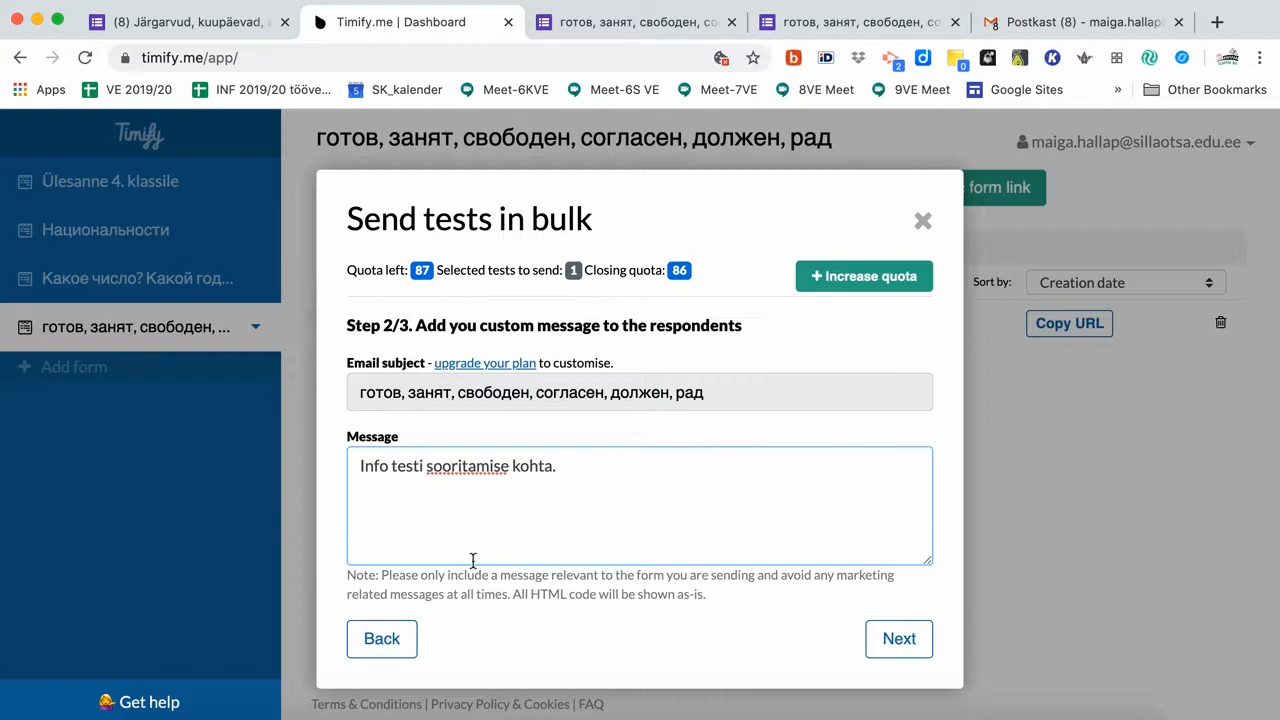 (8) Järgarvud, kuupäevad, a
Timify.me | Dashboard
готов, занят, свободен, со
готов, занят, свободен, со
Postkast (8) - maiga.hallap
timify.me/app/
Apps
VE 2019/20
INF 2019/20 tööve...
SK_kalender
Meet-6KVE
Meet-6S VE
Meet-7VE
8VE Meet
9VE Meet
Google Sites
»
Other Bookmarks
Timify
Ülesanne 4. klassile
Национальности
Какое число? Какой год...
готов, занят, свободен, ...
+ Add form
Get help
готов, занят, свободен, согласен, должен, рад
maiga.hallap@sillaotsa.edu.ee
form link
Sort by:
Creation date
Copy URL
Send tests in bulk
Quota left: 87 Selected tests to send: 1 Closing quota: 86
+ Increase quota
Step 2/3. Add you custom message to the respondents
Email subject - upgrade your plan to customise.
готов, занят, свободен, согласен, должен, рад
Message
Info testi sooritamise kohta.
Note: Please only include a message relevant to the form you are sending and avoid any marketing
related messages at all times. All HTML code will be shown as-is.
Back
Next
Terms & Conditions | Privacy Policy & Cookies | FAQ